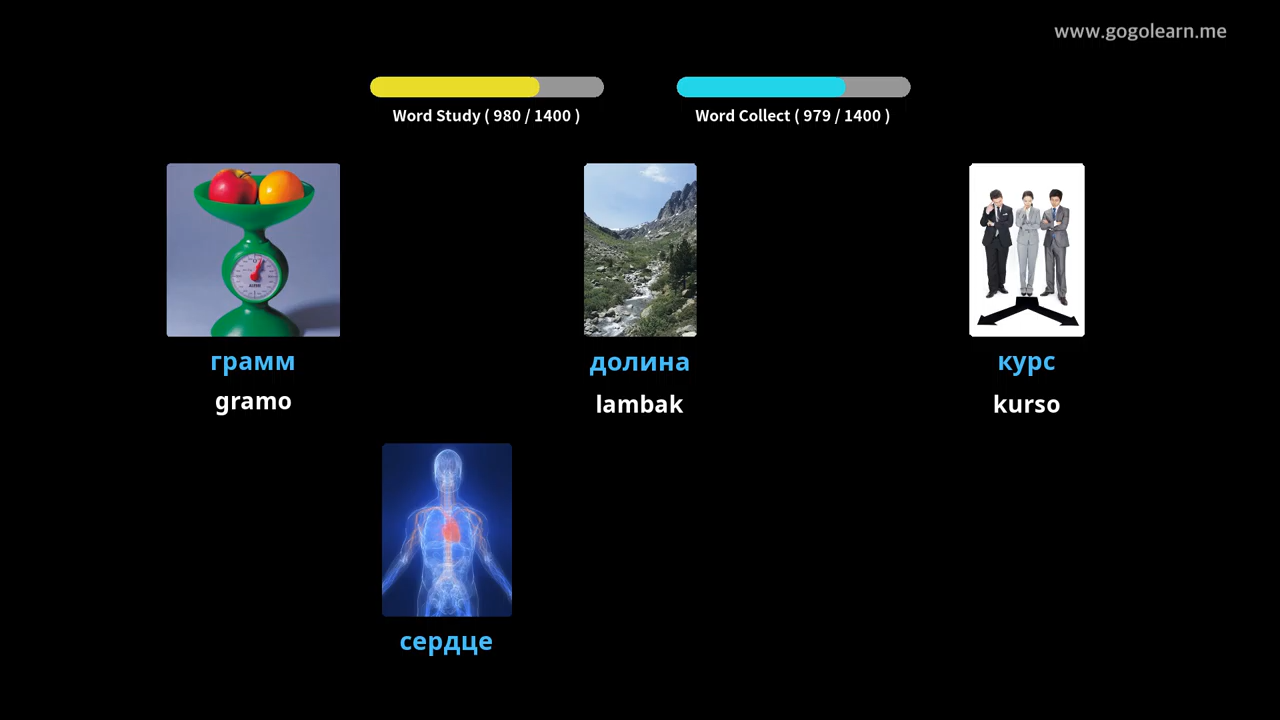 www.gogolearn.me
Word Study ( 980 / 1400 )
Word Collect ( 979 / 1400 )
грамм
gramo
долина
lambak
курс
kurso
сердце